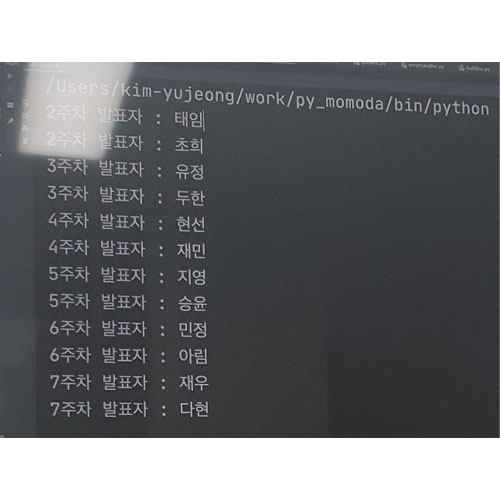 /Users/kim-yujeong/work/py_momoda/bin/python
2주차 발표자 : 태임
2주차 발표자 : 초희
3주차 발표자 : 유정
3주차 발표자 : 두한
4주차 발표자 : 현선
4주차 발표자 : 재민
5주차 발표자 : 지영
5주차 발표자 : 승윤
6주차 발표자 : 민정
6주차 발표자 : 아림
7주차 발표자 : 재우
7주차 발표자 : 다현